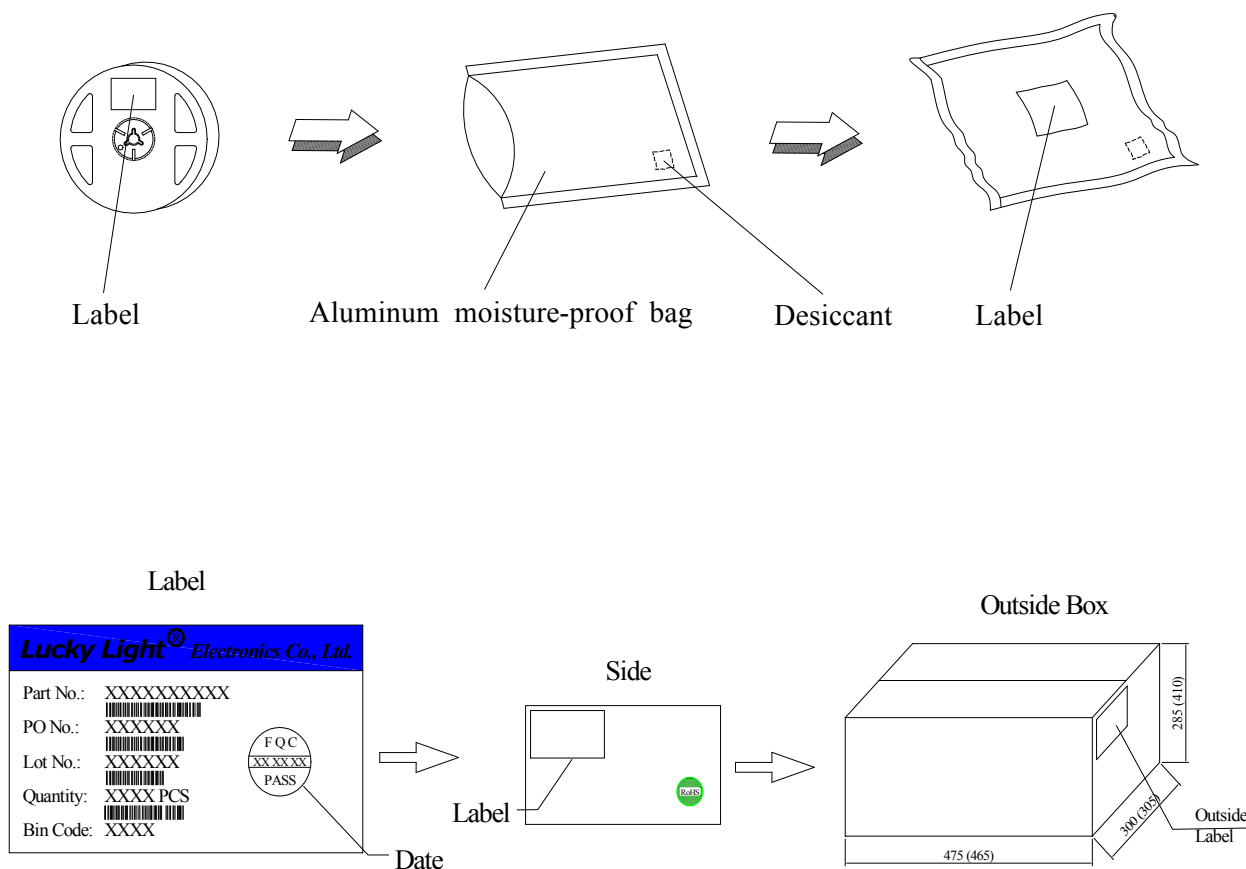 Label
Aluminum moisture-proof bag
Desiccant
Label
Label
Lucky Light® Electronics Co., Ltd.
Part No.: XXXXXXXXXX
PO No.: XXXXXX
Lot No.: XXXXXX
Quantity: XXXX PCS
Bin Code: XXXX
FQC
XX XX XX
PASS
Date
Side
Label
RoHS
Outside Box
285 (410)
300 (305)
475 (465)
Outside
Label